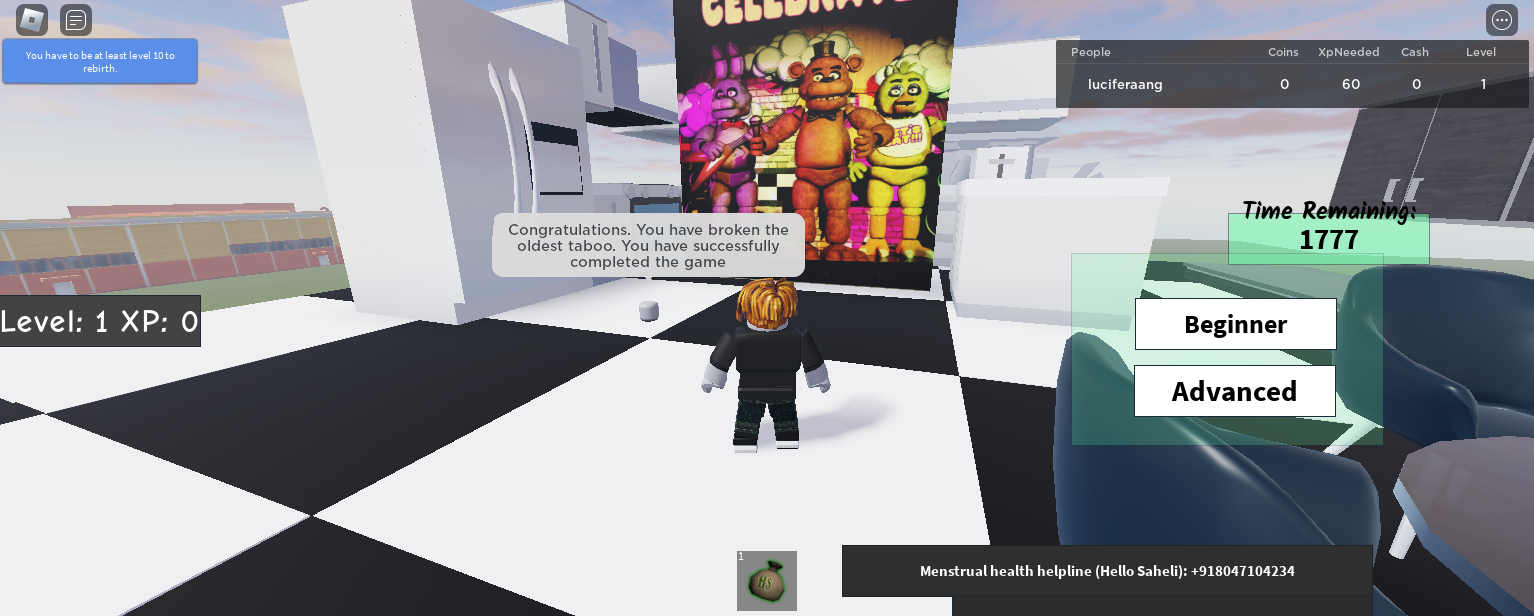 CELEBRATE
You have to be at least level 10 to
rebirth.
People Coins XpNeeded Cash Level
luciferaang 0 60 0 1
Time Remaining:
1777
Congratulations. You have broken the
oldest taboo. You have successfully
completed the game
Level: 1 XP: 0
Beginner
Advanced
1
Menstrual health helpline (Hello Saheli): +918047104234